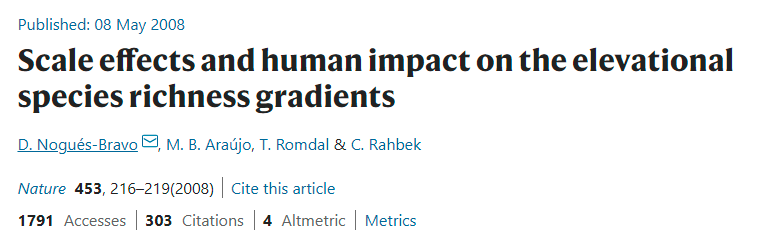 Published: 08 May 2008
Scale effects and human impact on the elevational
species richness gradients
D. Nogués-Bravo, M. B. Araújo, T. Romdal & C. Rahbek
Nature 453, 216–219(2008) | Cite this article
1791 Accesses | 303 Citations | 4 Altmetric | Metrics